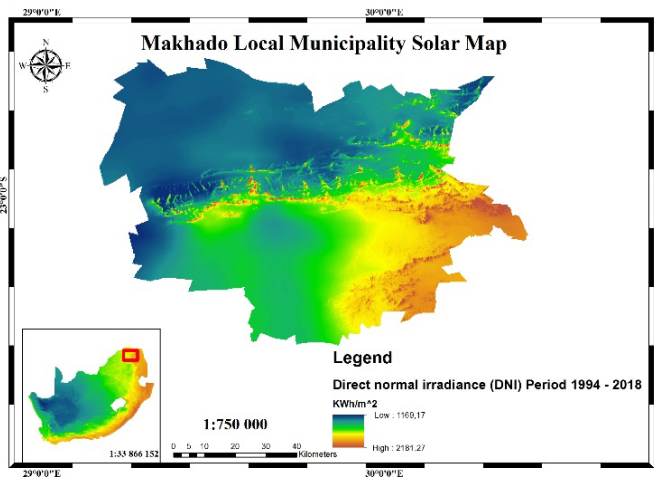 29°0'0"E 30°0'0"E
Makhado Local Municipality Solar Map
N
W E
S
23°0'0"S
Legend
Direct normal irradiance (DNI) Period 1994 - 2018
KWh/m^2
Low : 1169,17
High : 2181.27
1:750 000
0 5 10 20 30 40
Kilometers
1:33 866 152
29°0'0"E 30°0'0"E